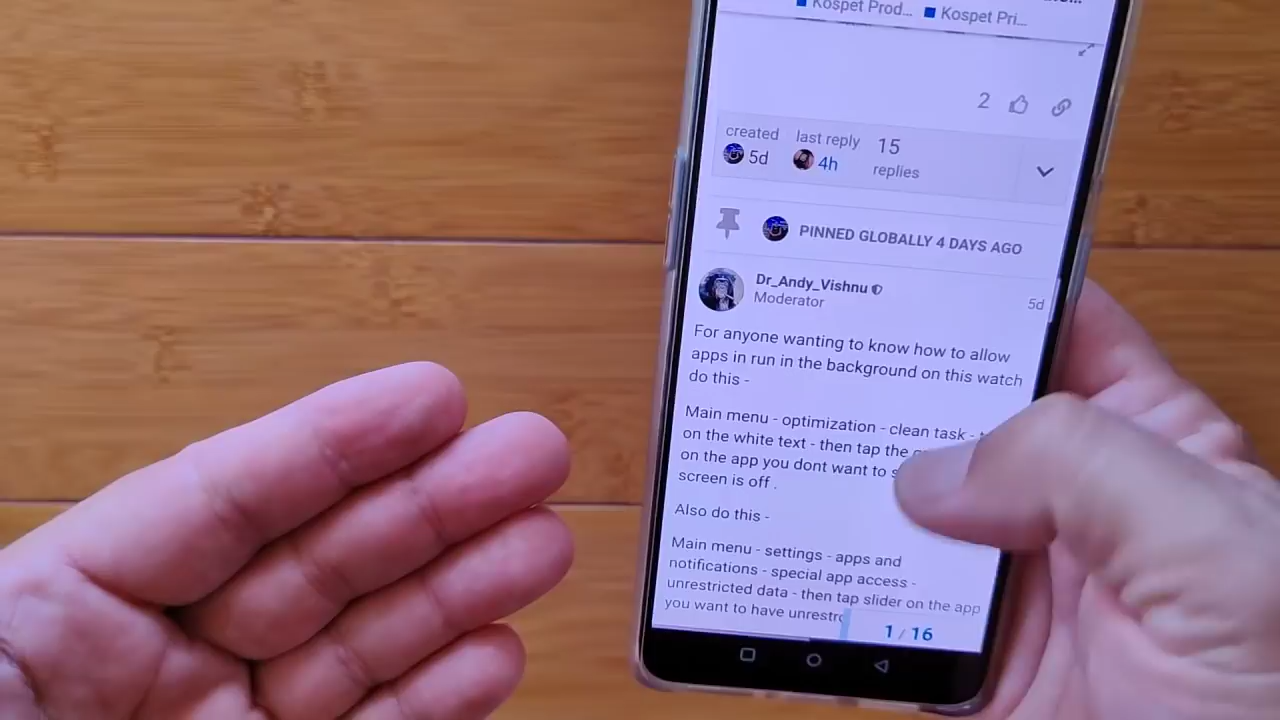 Kospet Prod... Kospet Pri...
2
created last reply 15
5d 4h replies
PINNED GLOBALLY 4 DAYS AGO
Dr_Andy_Vishnu
Moderator
5d
For anyone wanting to know how to allow
apps in run in the background on this watch
do this -
Main menu - optimization - clean task -
on the white text - then tap the
on the app you dont want to
screen is off .
Also do this -
Main menu - settings - apps and
notifications - special app access -
unrestricted data - then tap slider on the app
you want to have
1 / 16